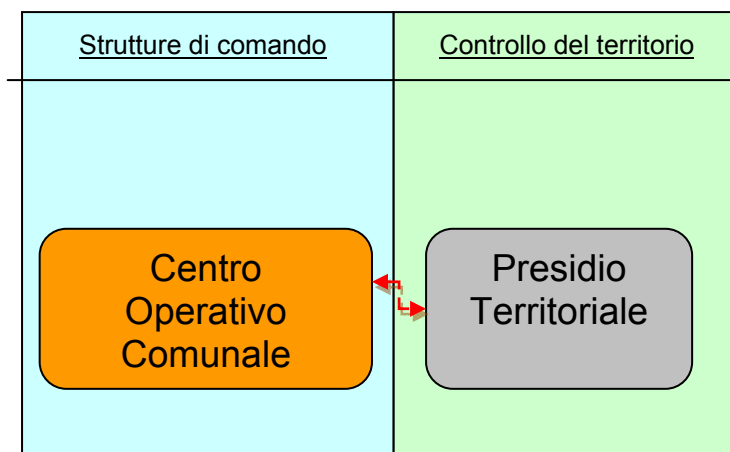 Strutture di comando
Controllo del territorio
Centro
Operativo
Comunale
Presidio
Territoriale